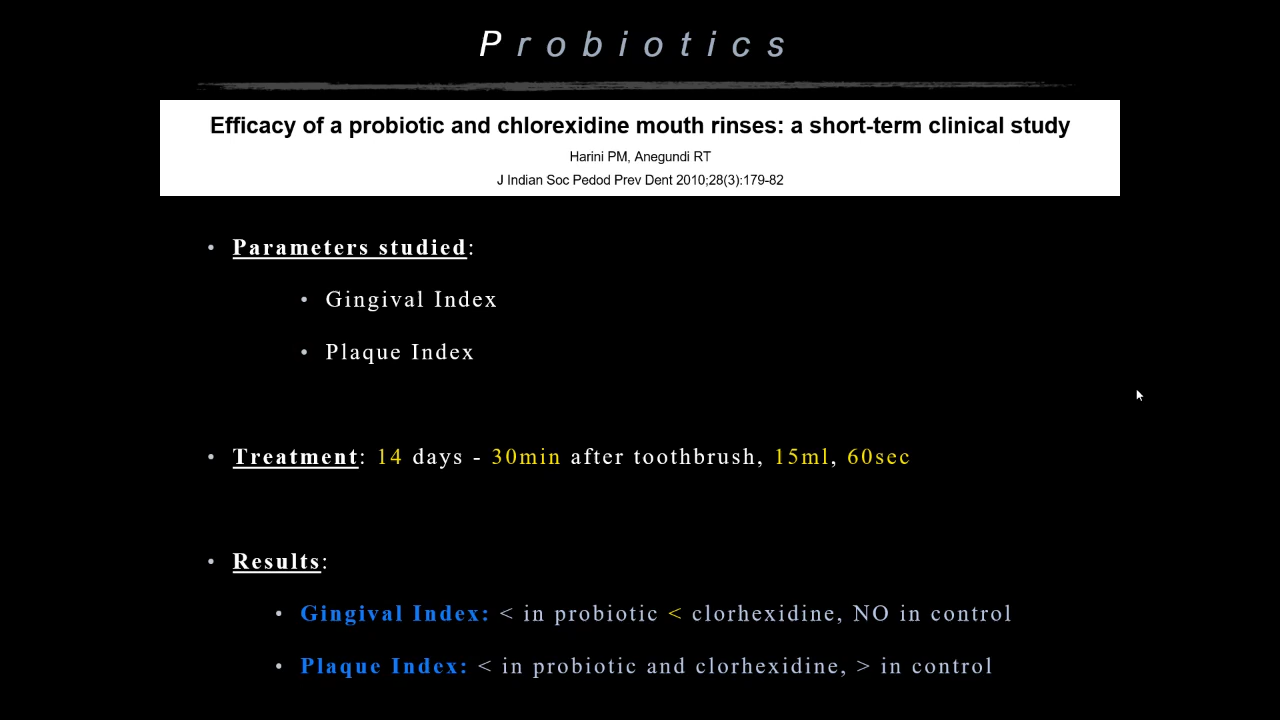 Probiotics
Efficacy of a probiotic and chlorexidine mouth rinses: a short-term clinical study
Harini PM, Anegundi RT
J Indian Soc Pedod Prev Dent 2010;28(3):179-82
• Parameters studied:
• Gingival Index
• Plaque Index
• Treatment: 14 days - 30min after toothbrush, 15ml, 60sec
• Results:
• Gingival Index: < in probiotic < clorhexidine, NO in control
• Plaque Index: < in probiotic and clorhexidine, > in control